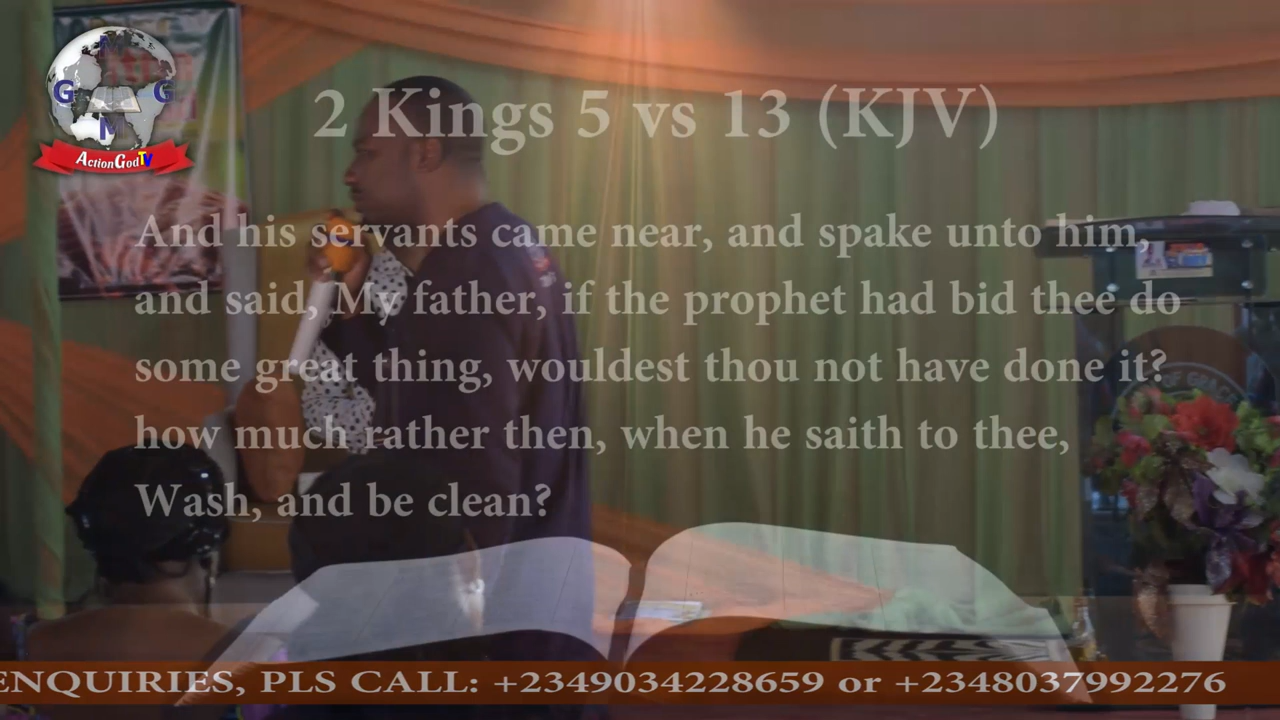 G G
M
ActionGodTV
2 Kings 5 vs 13 (KJV)
And his servants came near, and spake unto him,
and said, My father, if the prophet had bid thee do
some great thing, wouldest thou not have done it?
how much rather then, when he saith to thee,
Wash, and be clean?
OF GRACE
ENQUIRIES, PLS CALL: +2349034228659 or +2348037992276